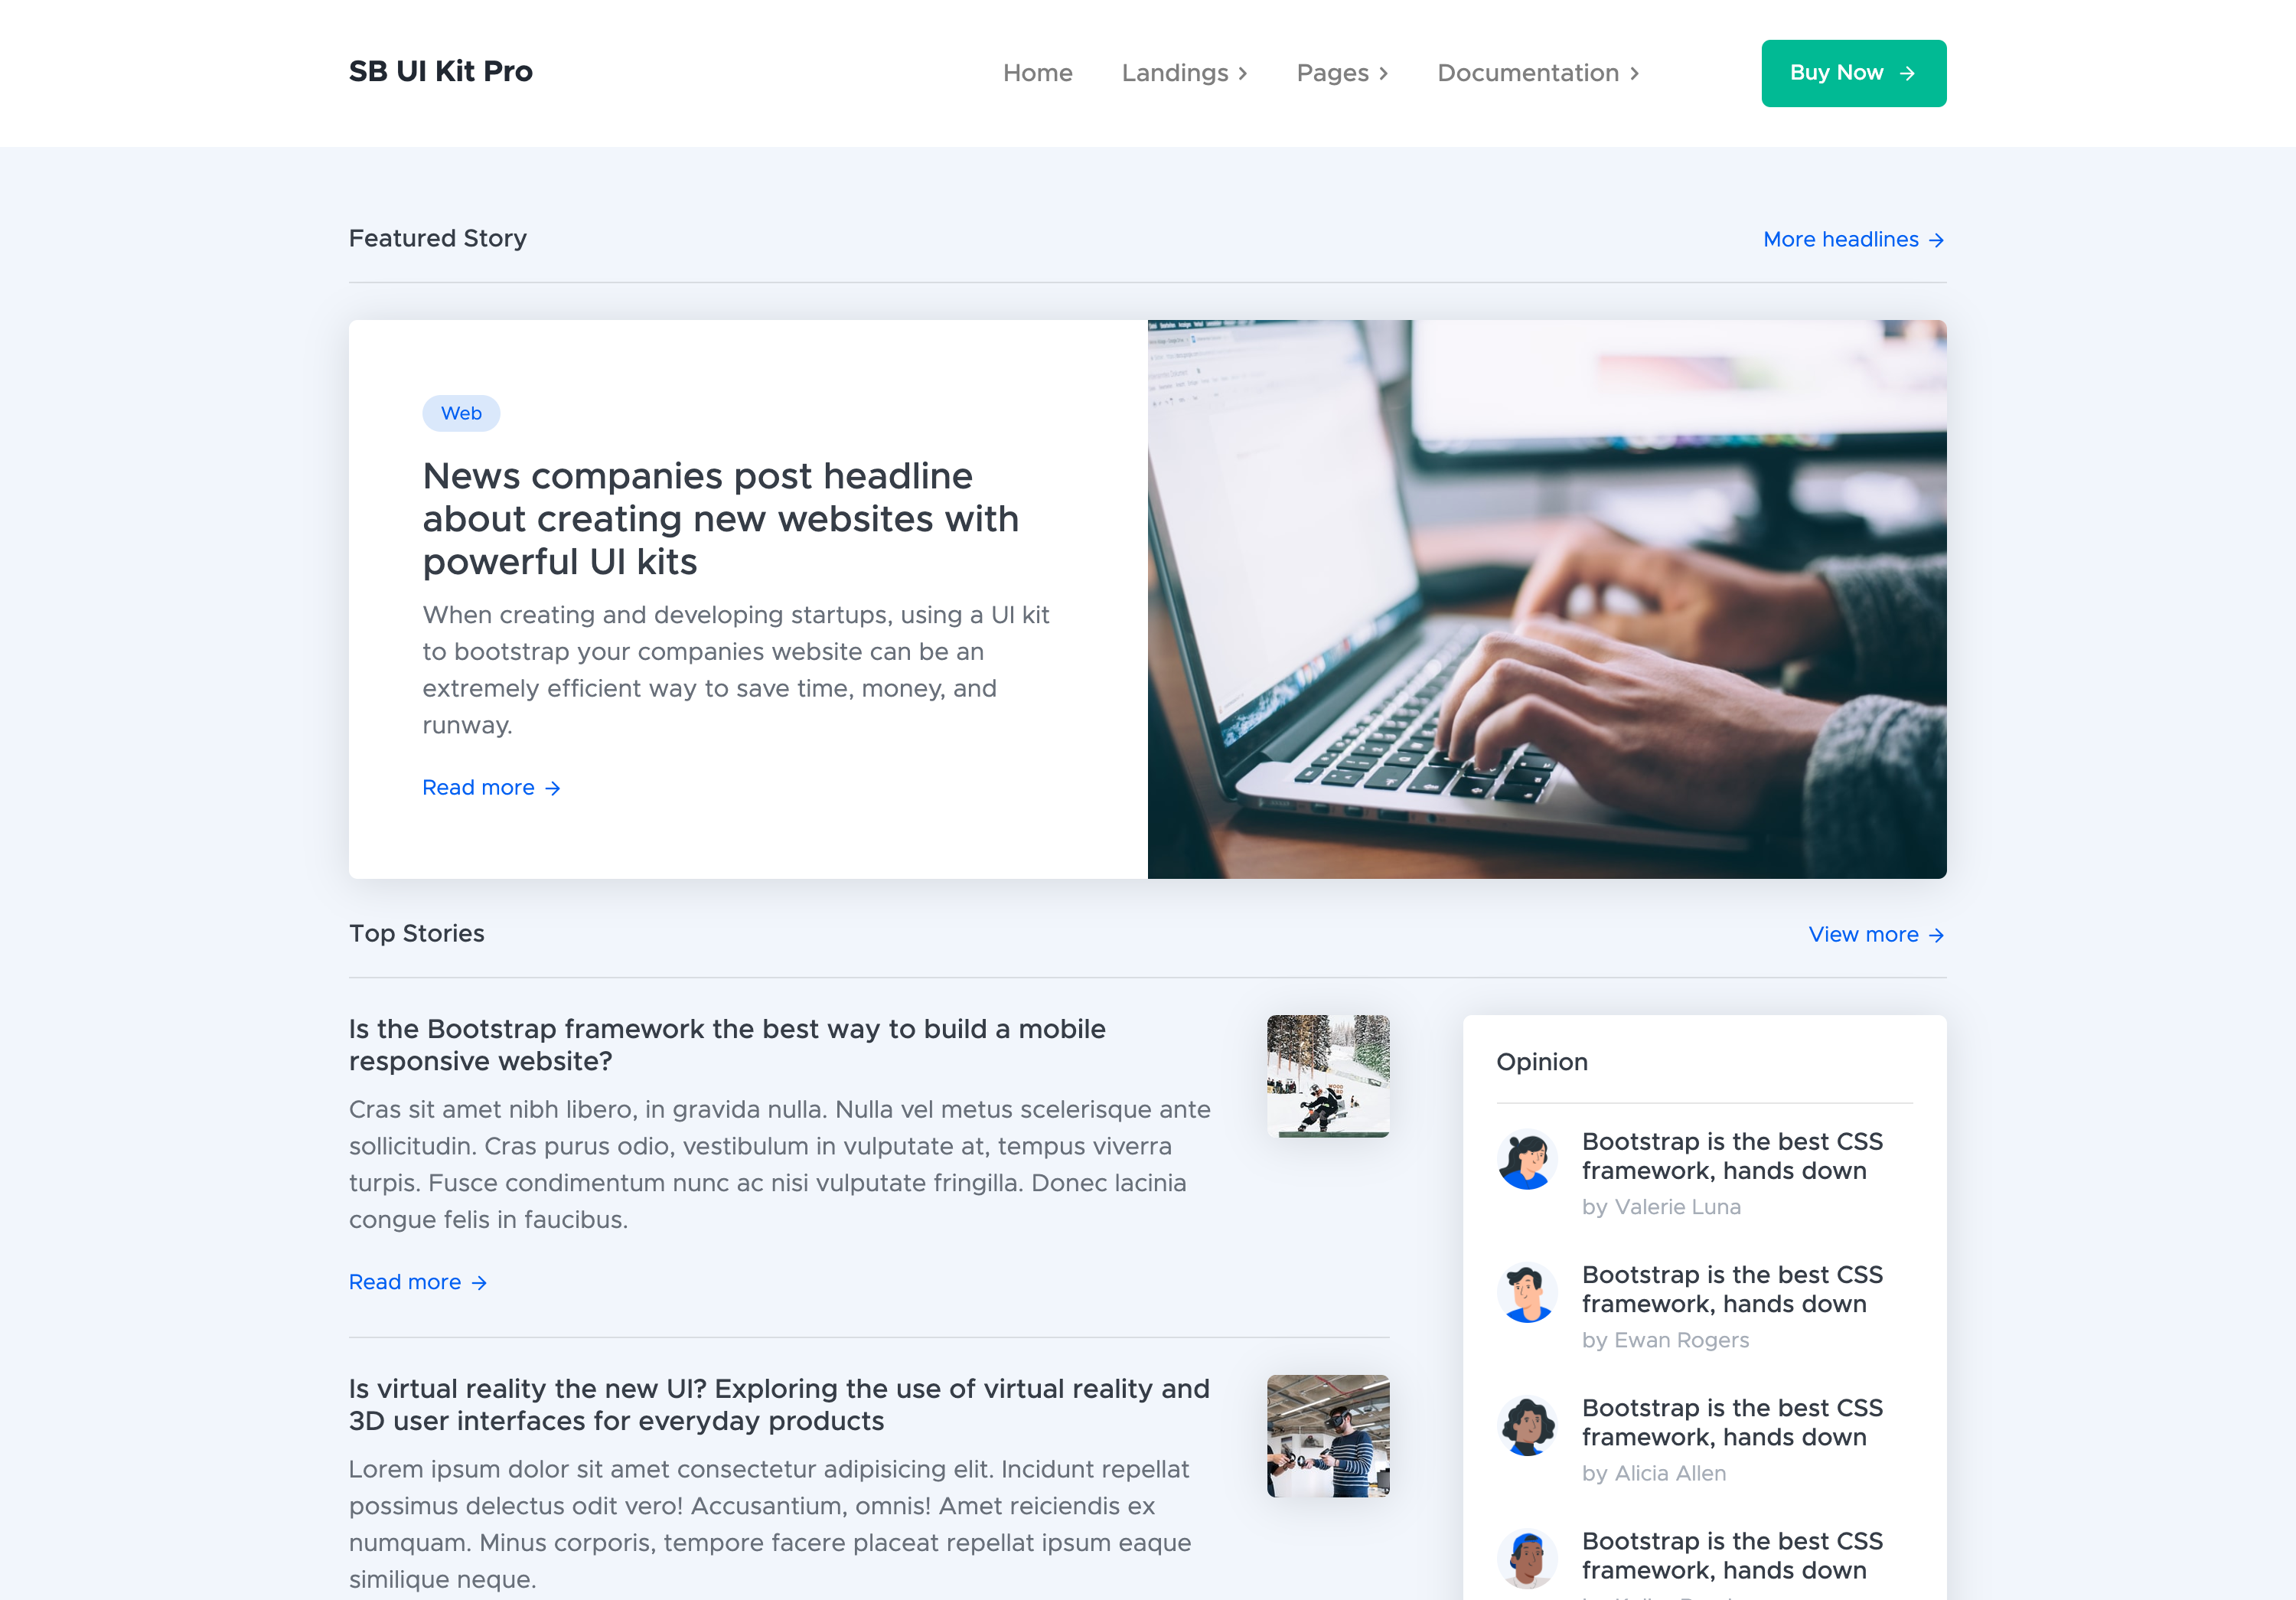 SB UI Kit Pro
Home
Landings
Pages
Documentation
Buy Now
Featured Story
More headlines
Web
News companies post headline
about creating new websites with
powerful UI kits
When creating and developing startups, using a UI kit
to bootstrap your companies website can be an
extremely efficient way to save time, money, and
runway.
Read more
Top Stories
View more
Is the Bootstrap framework the best way to build a mobile
responsive website?
Cras sit amet nibh libero, in gravida nulla. Nulla vel metus scelerisque ante
sollicitudin. Cras purus odio, vestibulum in vulputate at, tempus viverra
turpis. Fusce condimentum nunc ac nisi vulputate fringilla. Donec lacinia
congue felis in faucibus.
Read more
Is virtual reality the new UI? Exploring the use of virtual reality and
3D user interfaces for everyday products
Lorem ipsum dolor sit amet consectetur adipisicing elit. Incidunt repellat
possimus delectus odit vero! Accusantium, omnis! Amet reiciendis ex
numquam. Minus corporis, tempore facere placeat repellat ipsum eaque
similique neque.
Opinion
Bootstrap is the best CSS
framework, hands down
by Valerie Luna
Bootstrap is the best CSS
framework, hands down
by Ewan Rogers
Bootstrap is the best CSS
framework, hands down
by Alicia Allen
Bootstrap is the best CSS
framework, hands down